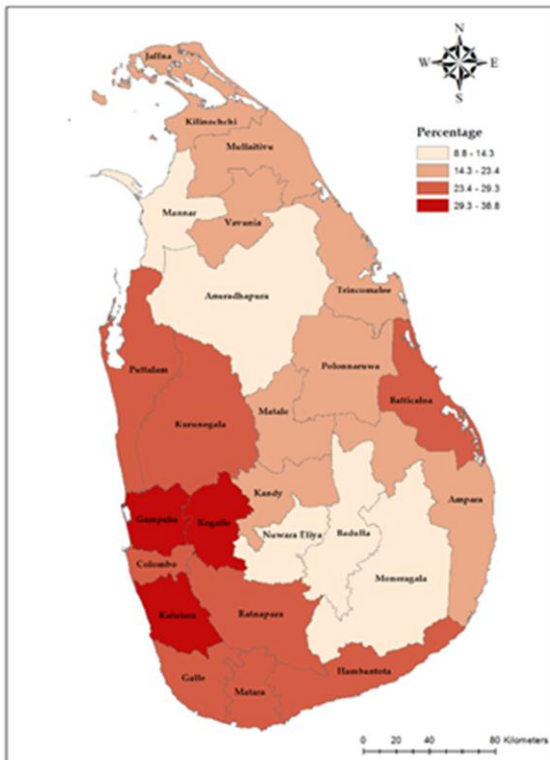 Jaffna
N
W E
S
Kilinochchi
Mullaitivu
Percentage
8.8 - 14.3
14.3 - 23.4
23.4 - 29.3
29.3 - 38.8
Mannar
Vavunia
Anuradhapura
Trincomalee
Puttalam
Polonnaruwa
Batticaloa
Kurunegala
Matale
Kandy
Ampara
Gampaha
Kegalle
Nuwara Eliya
Badulla
Moneragala
Colombo
Kalutara
Ratnapura
Galle
Matara
Hambantota
0 20 40 80 Kilometers